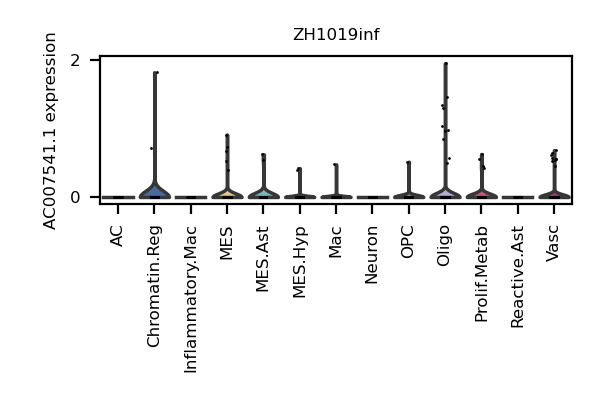 ZH1019inf
AC007541.1 expression
2
0
AC
Chromatin.Reg
Inflammatory.Mac
MES
MES.Ast
MES.Hyp
Mac
Neuron
OPC
Oligo
Prolif.Metab
Reactive.Ast
Vasc